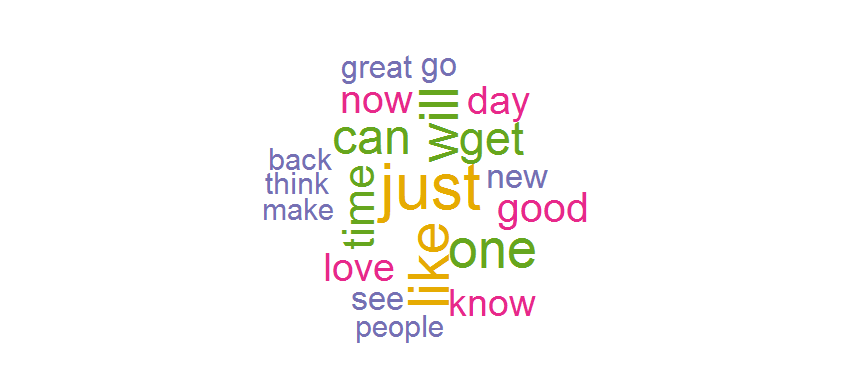 great go
now will day
can get
back
think time just new
make good
like one
love
see know
people